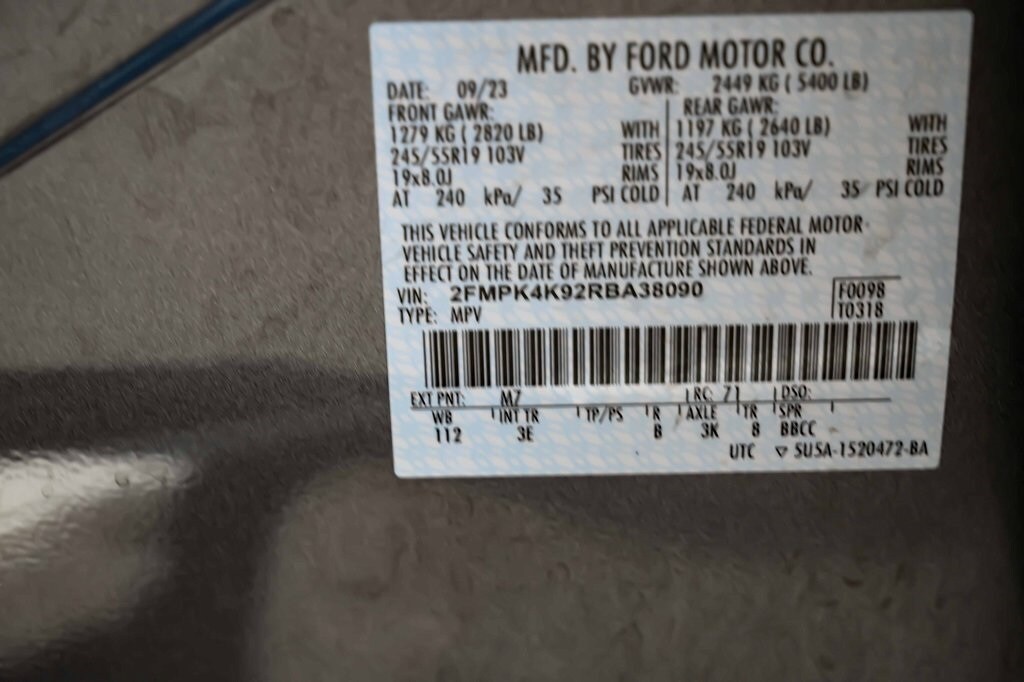 MFD. BY FORD MOTOR CO.
DATE: 09/23 GVWR: 2449 KG ( 5400 LB)
FRONT GAWR: REAR GAWR:
1279 KG ( 2820 LB) WITH 1197 KG ( 2640 LB) WITH
245/55R19 103V TIRES 245/55R19 103V TIRES
19x8.0J RIMS 19x8.0J RIMS
AT 240 kPa/ 35 PSI COLD AT 240 kPa/ 35 PSI COLD
THIS VEHICLE CONFORMS TO ALL APPLICABLE FEDERAL MOTOR
VEHICLE SAFETY AND THEFT PREVENTION STANDARDS IN
EFFECT ON THE DATE OF MANUFACTURE SHOWN ABOVE.
VIN: 2FMPK4K92RBA38090 F0098
TYPE: MPV T0318
EXT PNT: M7 RC: 71 DSO:
WB INT TR TP/PS R AXLE TR SPR
112 3E B 3K 8 BBCC
UTC ▽ SU5A-1520472-BA